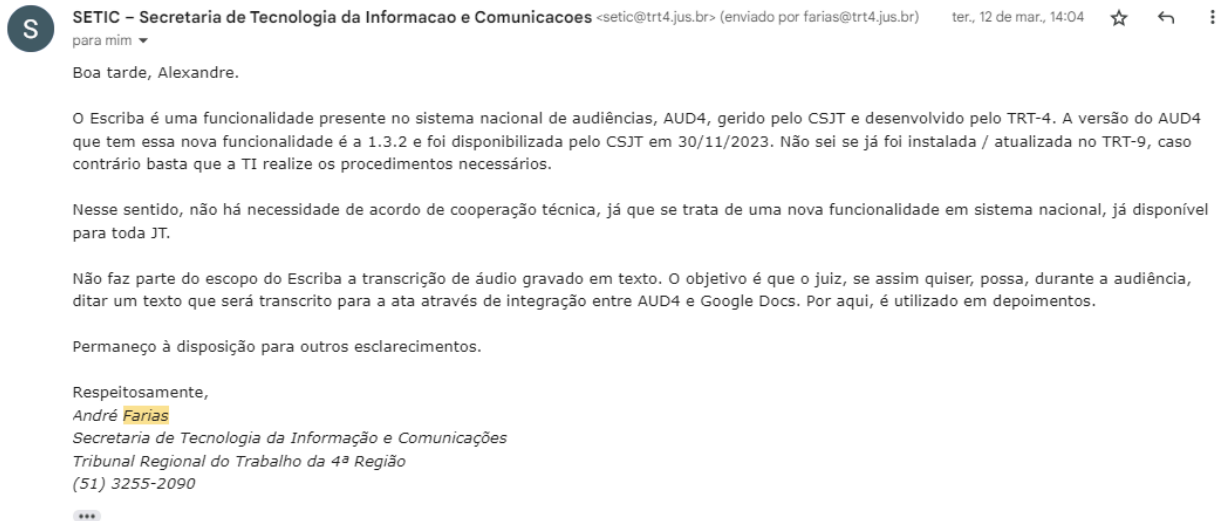 S
SETIC – Secretaria de Tecnologia da Informacao e Comunicacoes <setic@trt4.jus.br> (enviado por farias@trt4.jus.br) ter., 12 de mar., 14:04
para mim
Boa tarde, Alexandre.
O Escriba é uma funcionalidade presente no sistema nacional de audiências, AUD4, gerido pelo CSJT e desenvolvido pelo TRT-4. A versão do AUD4
que tem essa nova funcionalidade é a 1.3.2 e foi disponibilizada pelo CSJT em 30/11/2023. Não sei se já foi instalada / atualizada no TRT-9, caso
contrário basta que a TI realize os procedimentos necessários.
Nesse sentido, não há necessidade de acordo de cooperação técnica, já que se trata de uma nova funcionalidade em sistema nacional, já disponível
para toda JT.
Não faz parte do escopo do Escriba a transcrição de áudio gravado em texto. O objetivo é que o juiz, se assim quiser, possa, durante a audiência,
ditar um texto que será transcrito para a ata através de integração entre AUD4 e Google Docs. Por aqui, é utilizado em depoimentos.
Permaneço à disposição para outros esclarecimentos.
Respeitosamente,
André Farias
Secretaria de Tecnologia da Informação e Comunicações
Tribunal Regional do Trabalho da 4ª Região
(51) 3255-2090